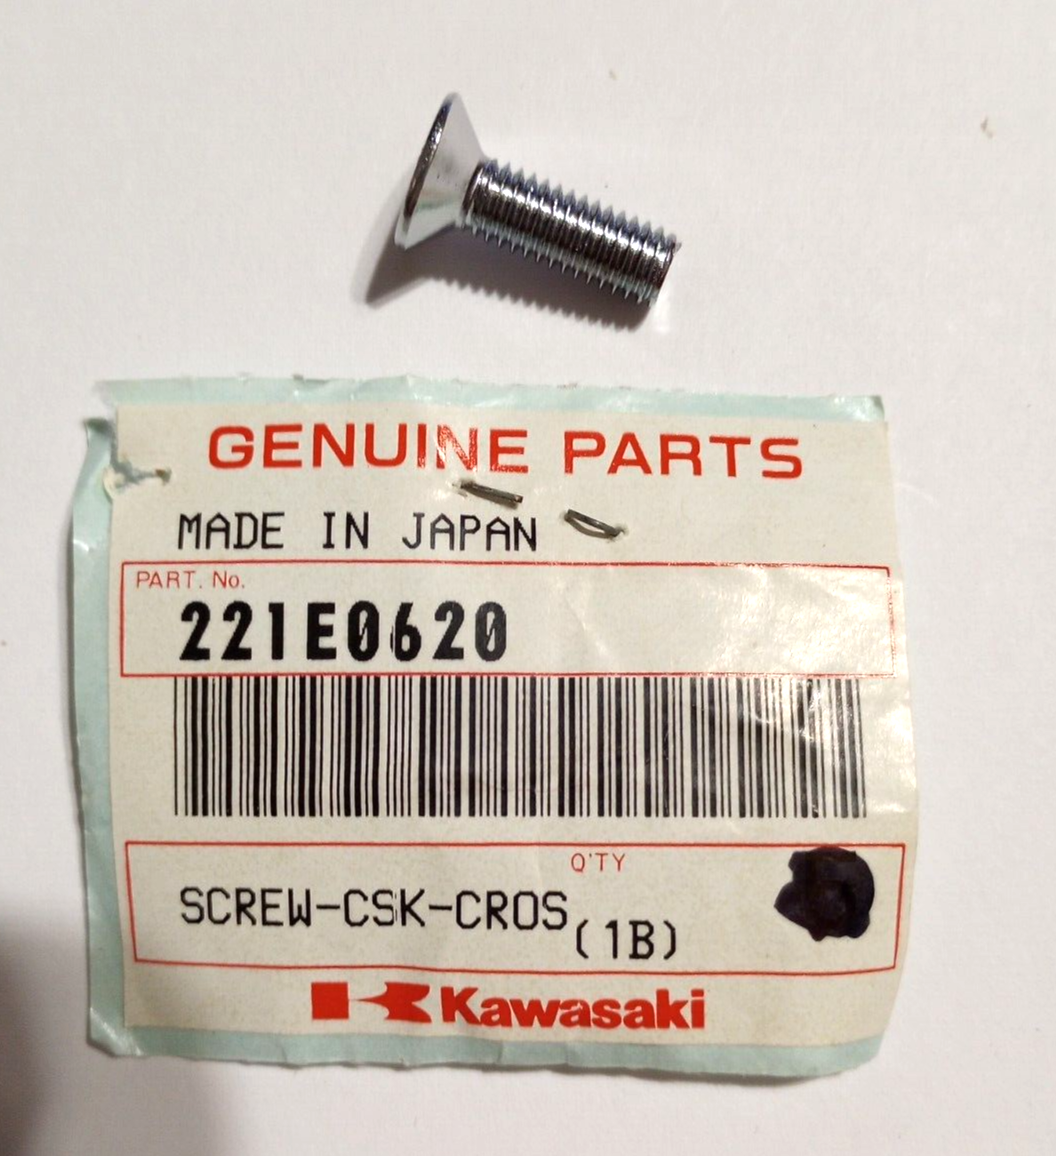 GENUINE PARTS
MADE IN JAPAN
PART. No.
221E0620
Q'TY
SCREW-CSK-CROS
(1B)
Kawasaki